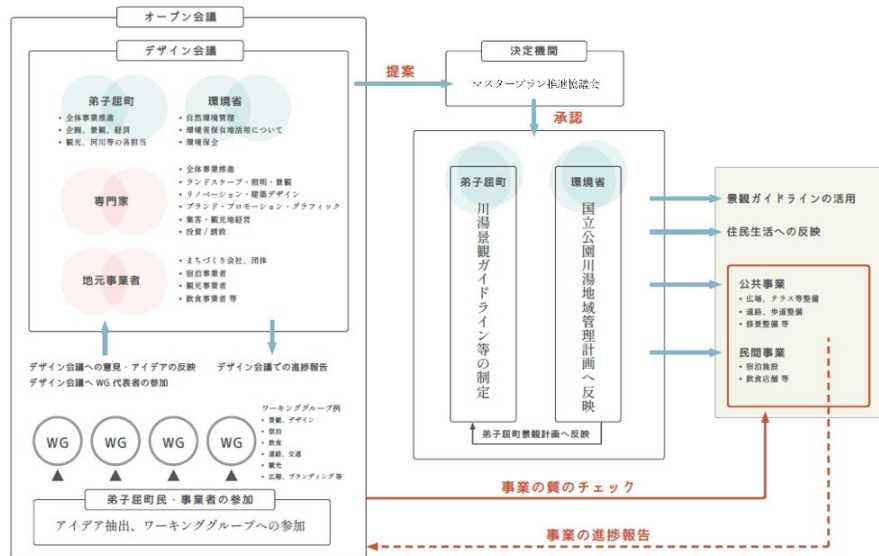 オープン会議
デザイン会議
弟子屈町
• 全体事業推進
• 企画、景観、経済
• 観光、河川等の各担当
環境省
• 自然環境管理
• 環境省保有地活用について
• 環境保全
専門家
• 全体事業推進
• ランドスケープ・照明・景観
• リノベーション・建築デザイン
• ブランド・プロモーション・グラフィック
• 集客・観光地経営
• 投資 / 誘致
地元事業者
• まちづくり会社、団体
• 宿泊事業者
• 観光事業者
• 飲食事業者 等
デザイン会議への意見・アイデアの反映
デザイン会議へ WG 代表者の参加
デザイン会議での進捗報告
WG
WG
WG
WG
ワーキンググループ例
• 景観、デザイン
• 宿泊
• 飲食
• 道路、交通
• 観光
• 広報、ブランディング等
弟子屈町民・事業者の参加
アイデア抽出、ワーキンググループへの参加
提案
決定機関
マスタープラン推進協議会
承認
弟子屈町
川湯景観ガイドライン等の制定
環境省
国立公園川湯地域管理計画へ反映
弟子屈町景観計画へ反映
景観ガイドラインの活用
住民生活への反映
公共事業
• 広場、テラス等整備
• 道路、歩道整備
• 修景整備 等
民間事業
• 宿泊施設
• 飲食店舗 等
事業の質のチェック
事業の進捗報告